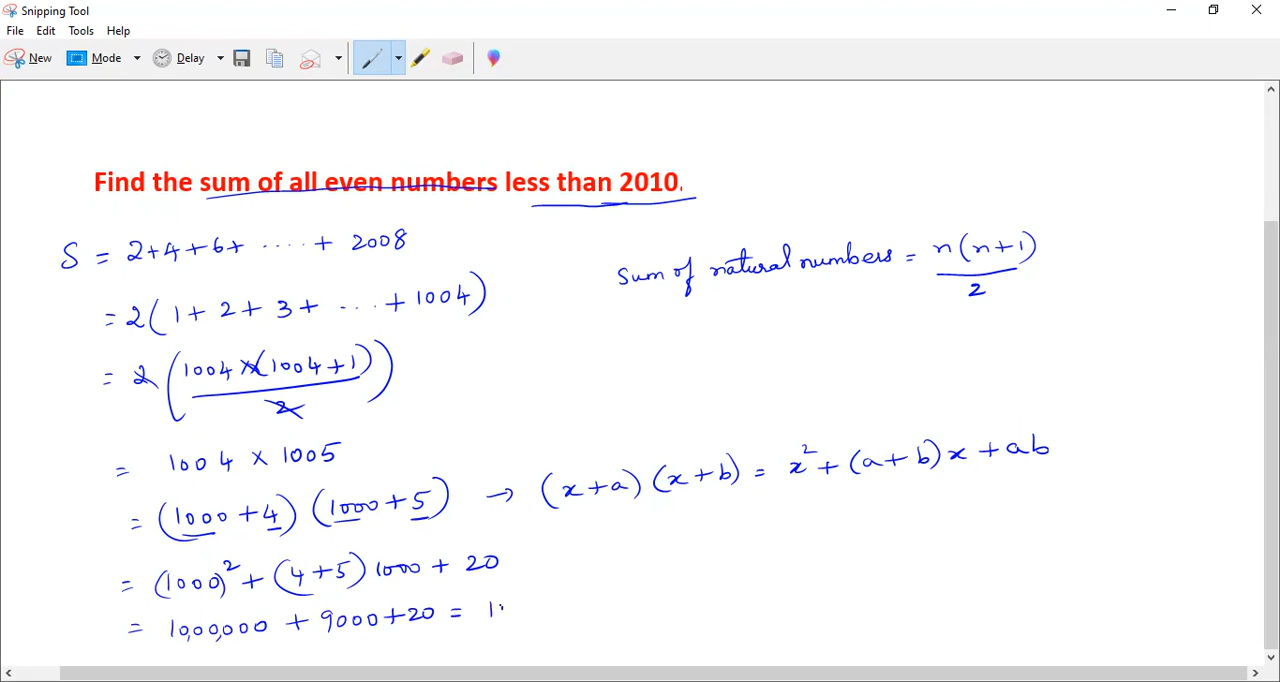 Snipping Tool
File Edit Tools Help
New Mode Delay
Find the sum of all even numbers less than 2010.
S = 2+4+6+ ..... + 2008
Sum of natural numbers = n(n+1)/2
= 2(1+2+3+ ....+1004)
= 2(1004×(1004+1)/2)
= 1004 × 1005
= (1000+4)(1000+5) → (x+a)(x+b) = x²+(a+b)x+ab
= (1000)²+(4+5)1000+20
= 10,00,000 + 9000+20 = 1